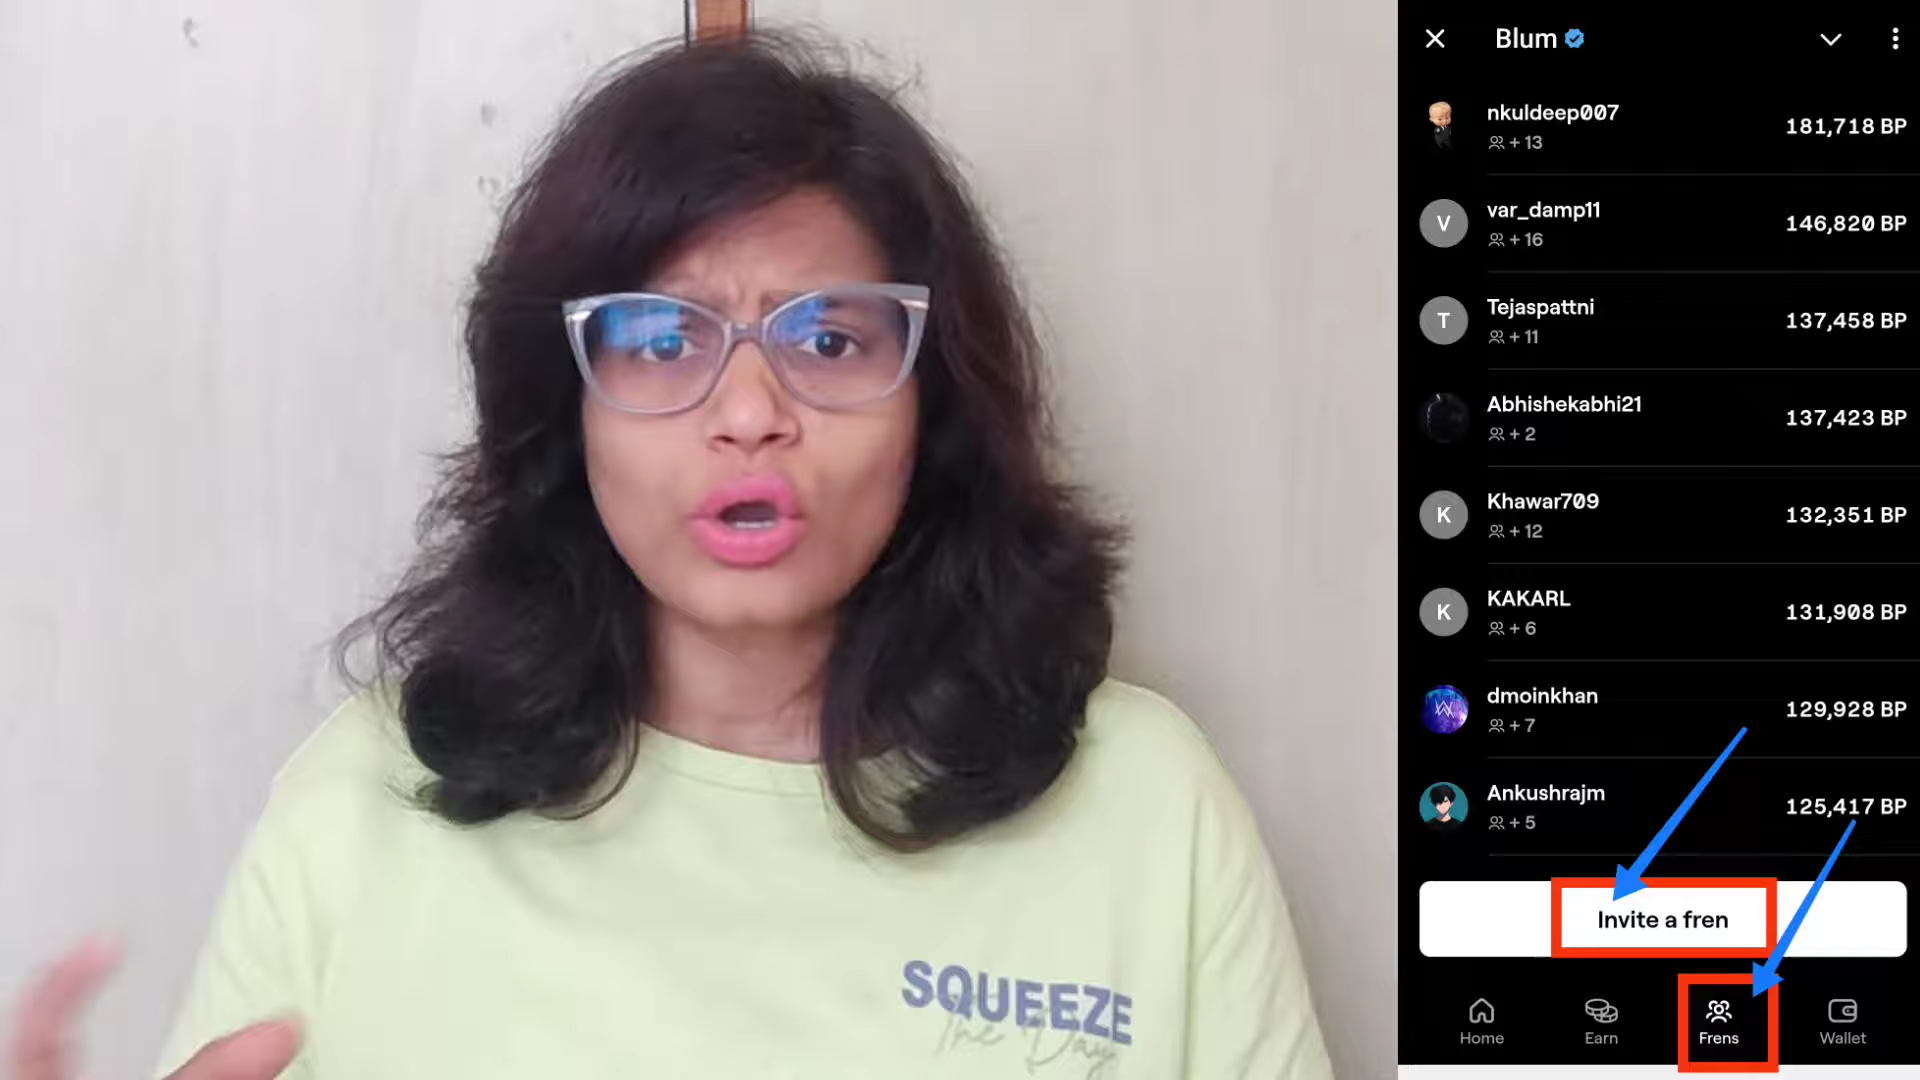 Blum
nkuldeep007
+ 13
181,718 BP
V
var_damp11
+ 16
146,820 BP
T
Tejaspattni
+ 11
137,458 BP
Abhishekabhi21
+ 2
137,423 BP
K
Khawar709
+ 12
132,351 BP
K
KAKARL
+ 6
131,908 BP
dmoinkhan
+ 7
129,928 BP
Ankushrajm
+ 5
125,417 BP
Invite a fren
Home
Earn
Frens
Wallet
SQUEEZE
The Day